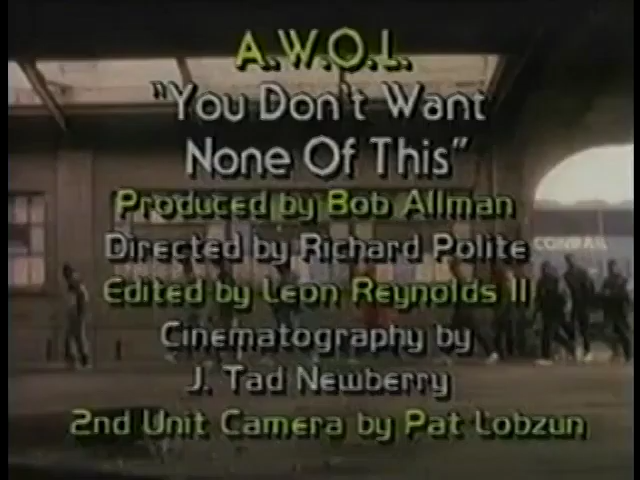 A.W.O.L.
"You Don't Want
None Of This"
Produced by Bob Allman
Directed by Richard Polite
Edited by Leon Reynolds II
Cinematography by
J. Tad Newberry
2nd Unit Camera by Pat Lobzun
CONRAIL